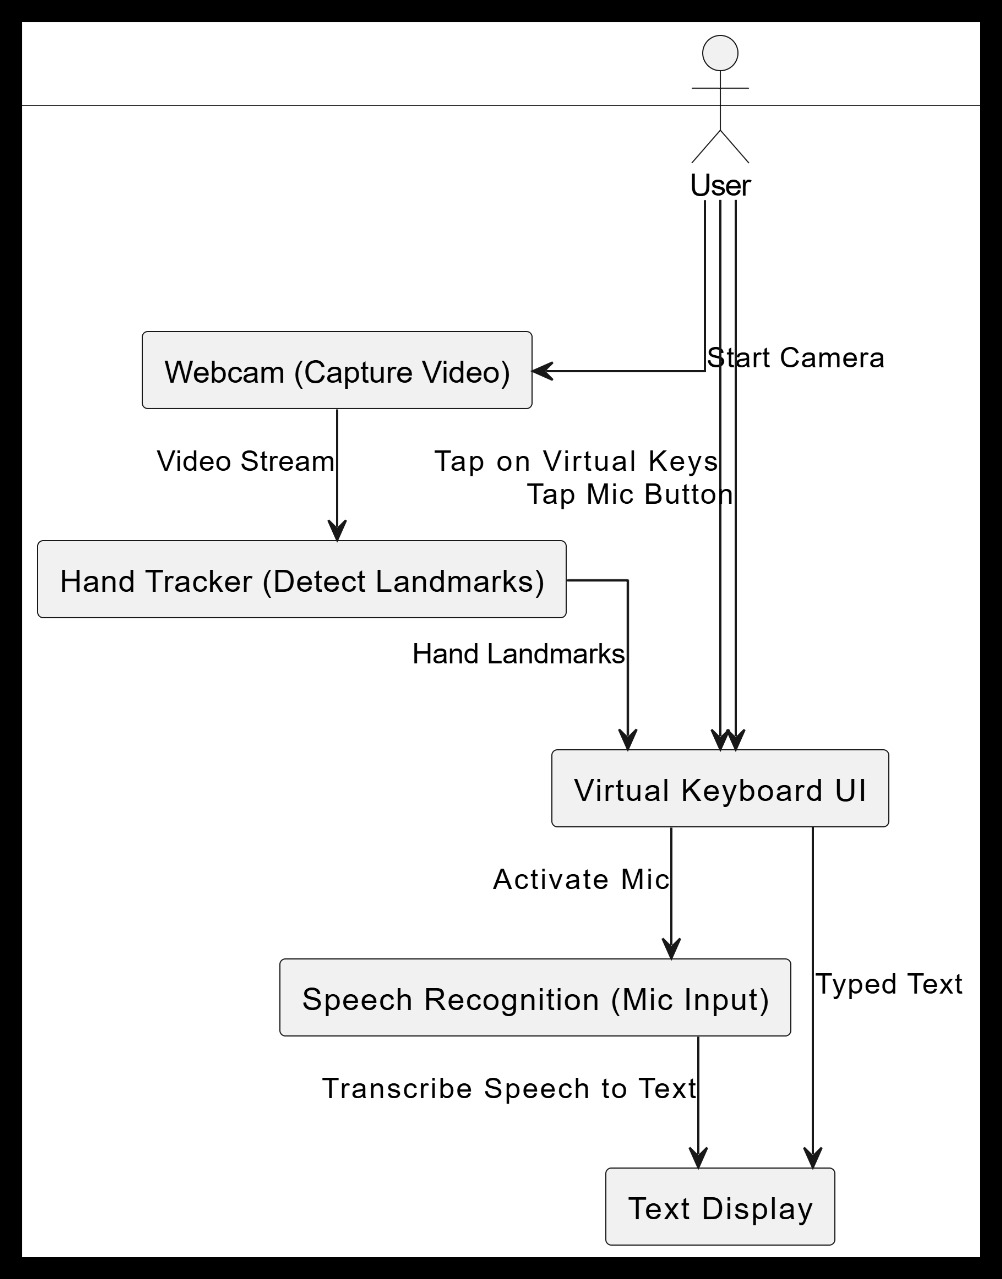 User
Start Camera
Webcam (Capture Video)
Video Stream
Tap on Virtual Keys
Tap Mic Button
Hand Tracker (Detect Landmarks)
Hand Landmarks
Virtual Keyboard UI
Activate Mic
Typed Text
Speech Recognition (Mic Input)
Transcribe Speech to Text
Text Display